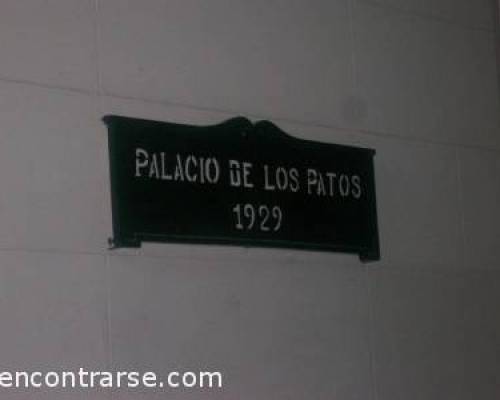 PALACIO DE LOS PATOS
1929
encontrarse.com